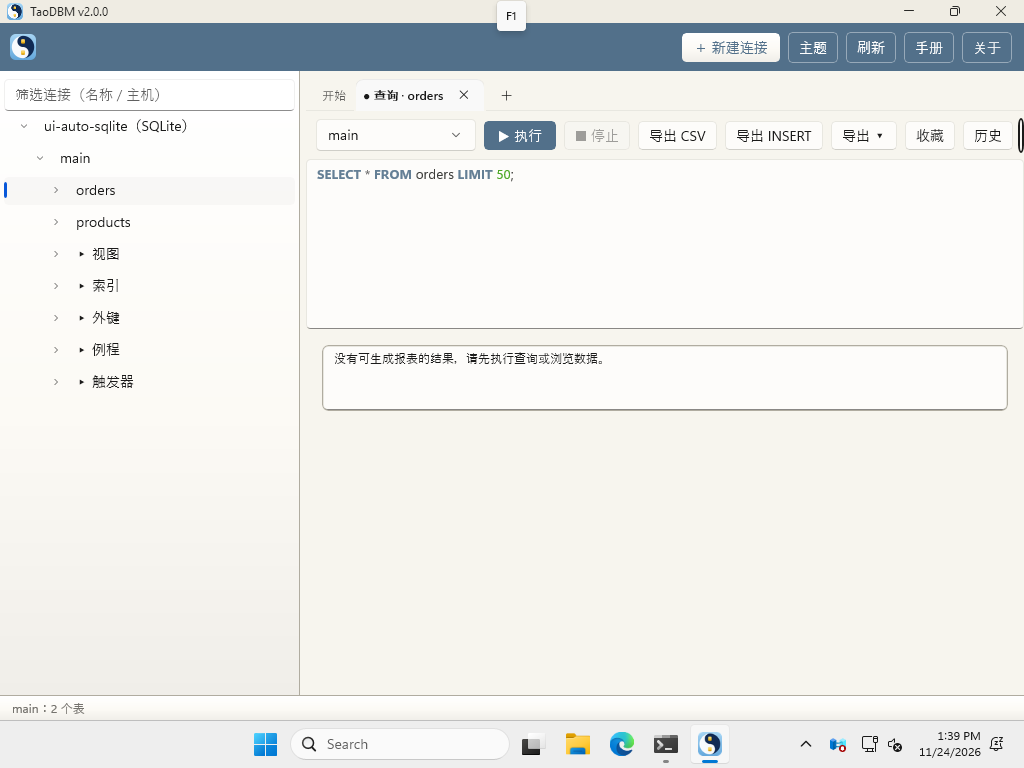 TaoDBM v2.0.0
F1
+ 新建连接
主题
刷新
手册
关于
筛选连接（名称 / 主机）
ui-auto-sqlite（SQLite）
main
orders
products
▸ 视图
▸ 索引
▸ 外键
▸ 例程
▸ 触发器
开始
● 查询 · orders
main
▶ 执行
■ 停止
导出 CSV
导出 INSERT
导出 ▾
收藏
历史
SELECT * FROM orders LIMIT 50;
没有可生成报表的结果，请先执行查询或浏览数据。
main：2 个表
Search
1:39 PM
11/24/2026